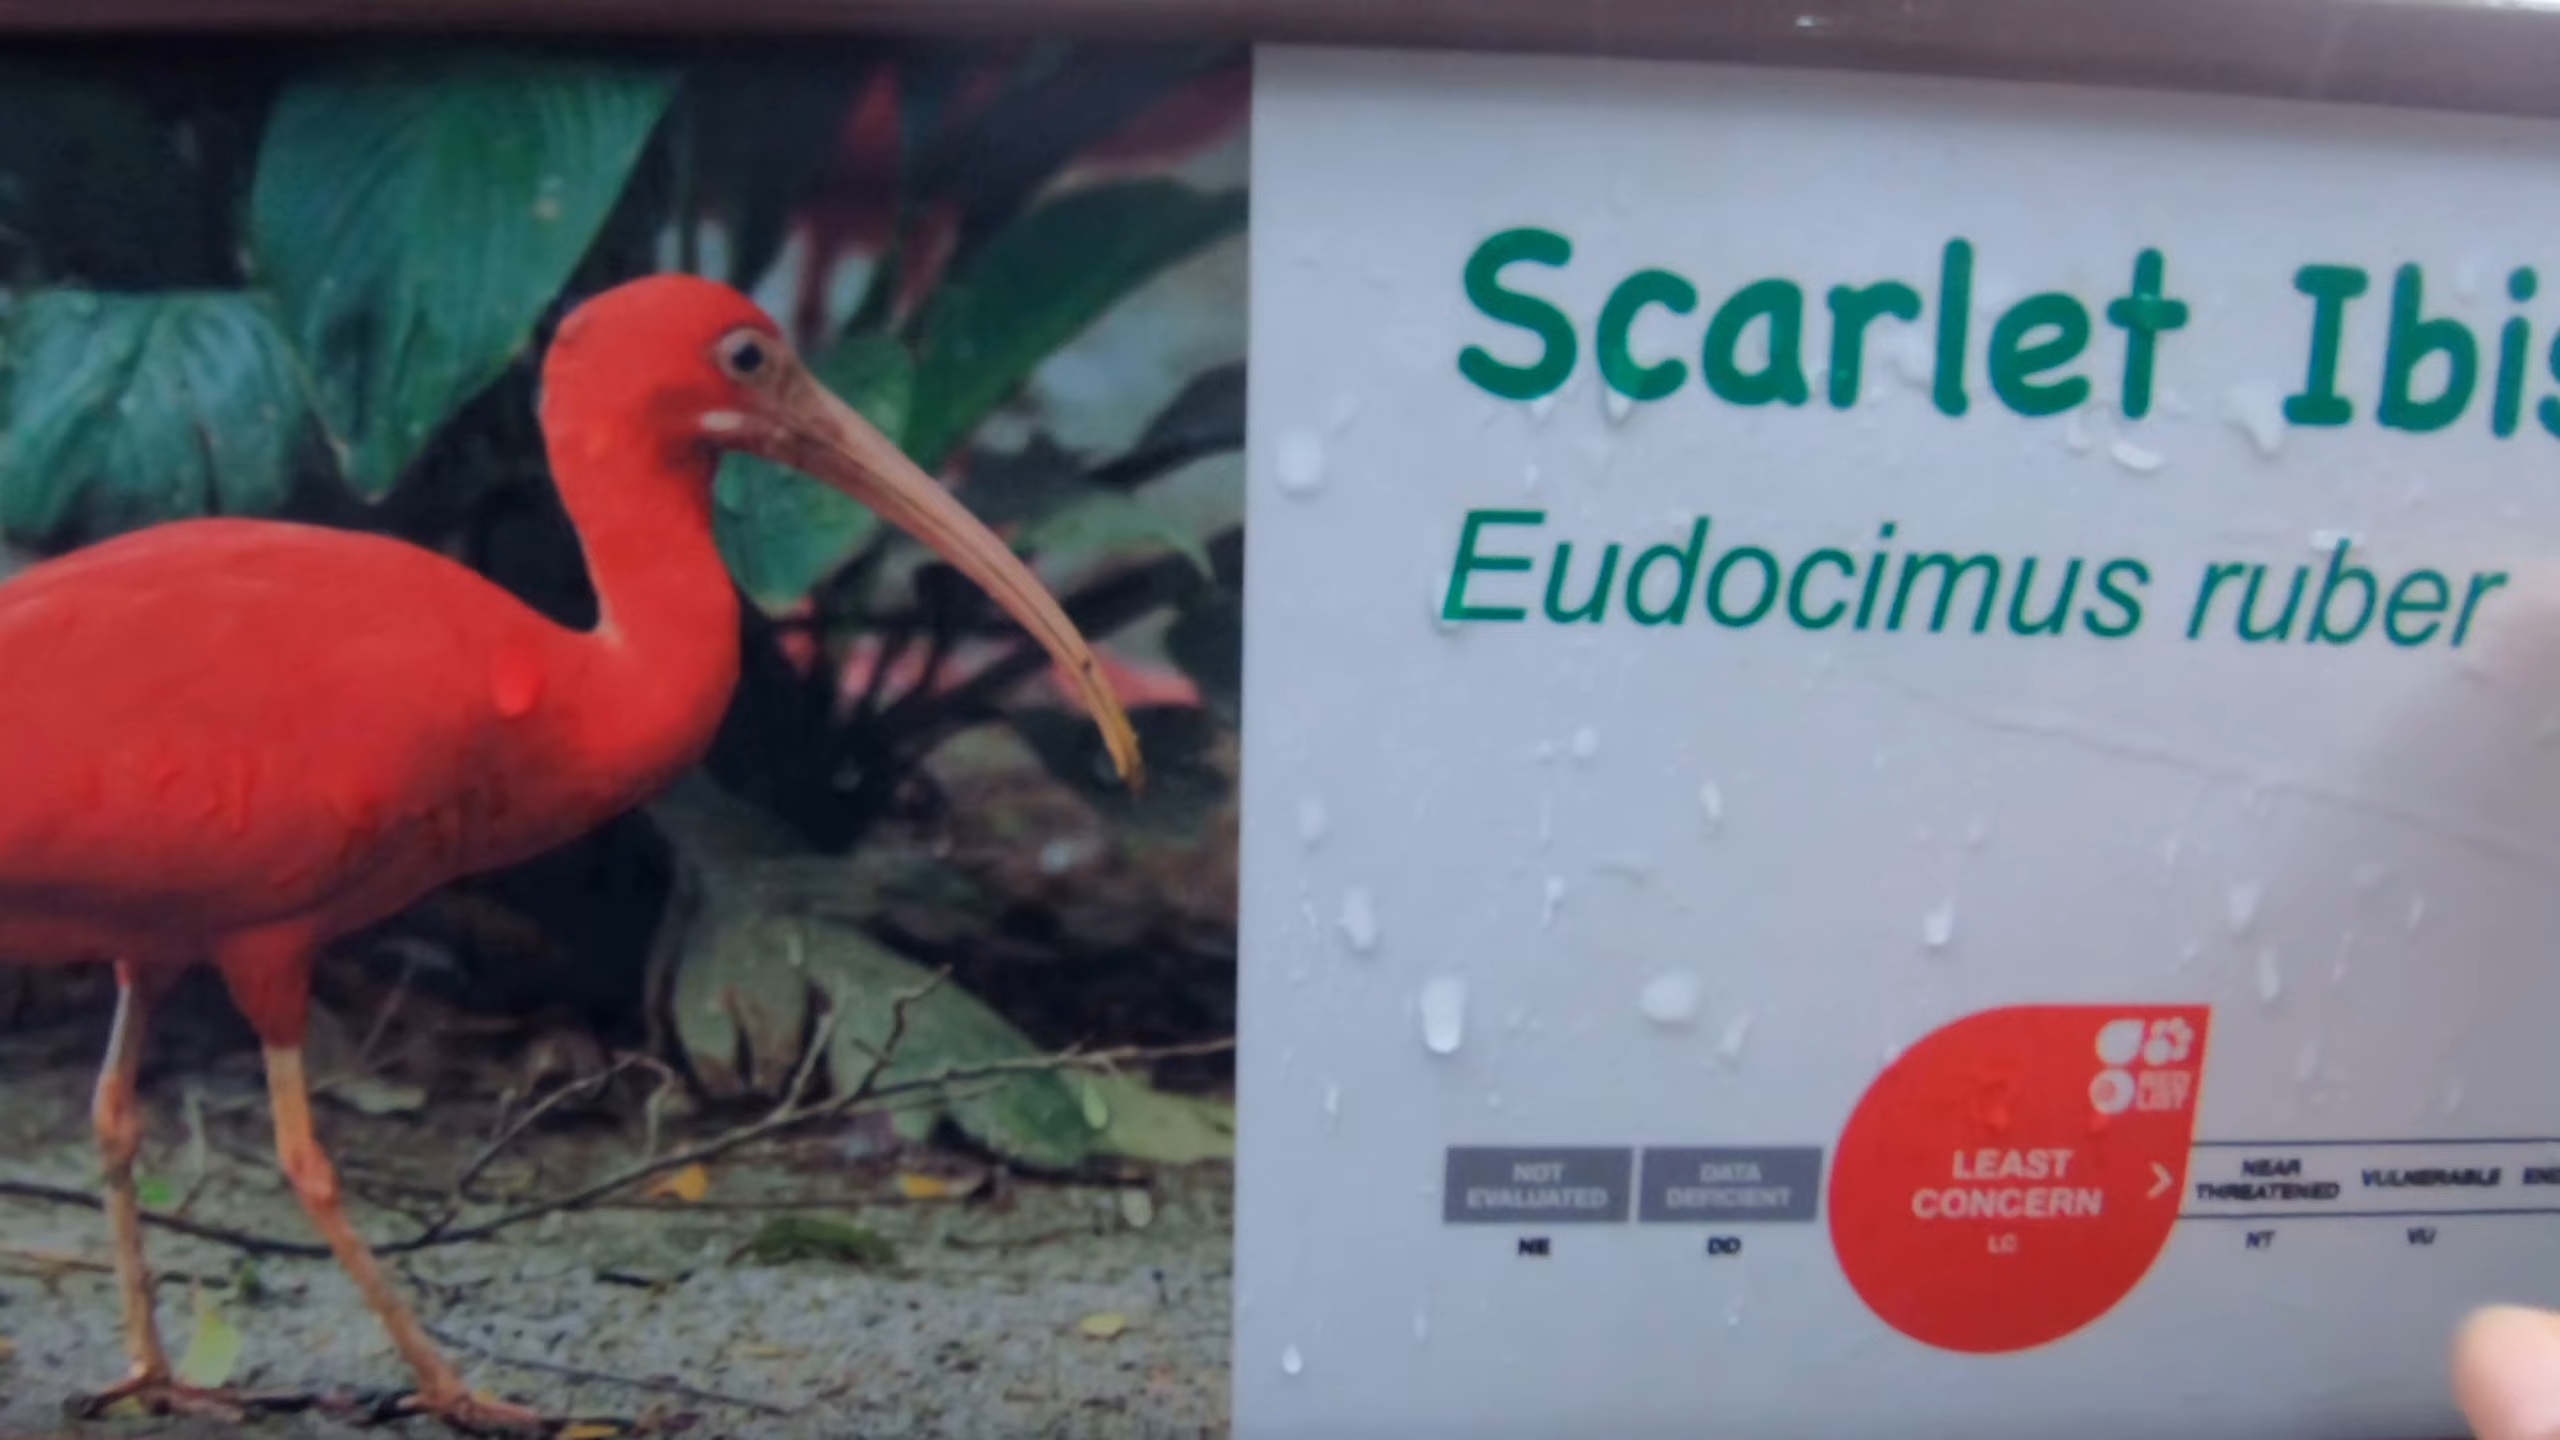 Scarlet Ibis
Eudocimus ruber
NOT
EVALUATED
NE
DATA
DEFICIENT
DD
LEAST
CONCERN
LC
NEAR
THREATENED
NT
VULNERABLE
VU